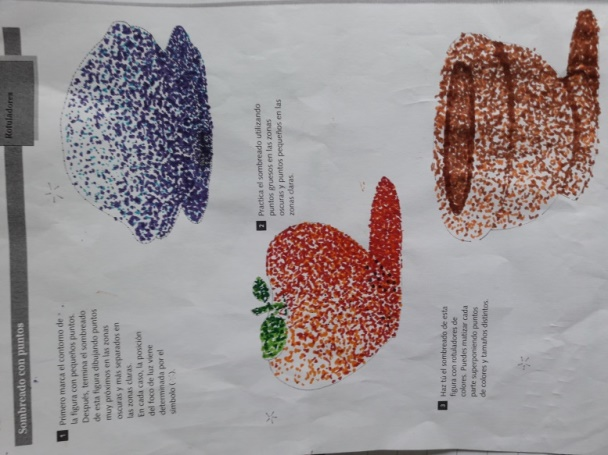 Rotuladores
Sombreado con puntos
1 Primero marca el contorno de
la figura con pequeños puntos.
Después, termina el sombreado
de esta figura dibujando puntos
muy próximos en las zonas
oscuras y más separados en
las zonas claras.
En cada caso, la posición
del foco de luz viene
determinada por el
símbolo ( ).
2 Practica el sombreado utilizando
puntos gruesos en las zonas
oscuras y puntos pequeños en las
zonas claras.
3 Haz tú el sombreado de esta
figura con rotuladores de
colores. Puedes matizar cada
parte superponiendo puntos
de colores y tamaños distintos.